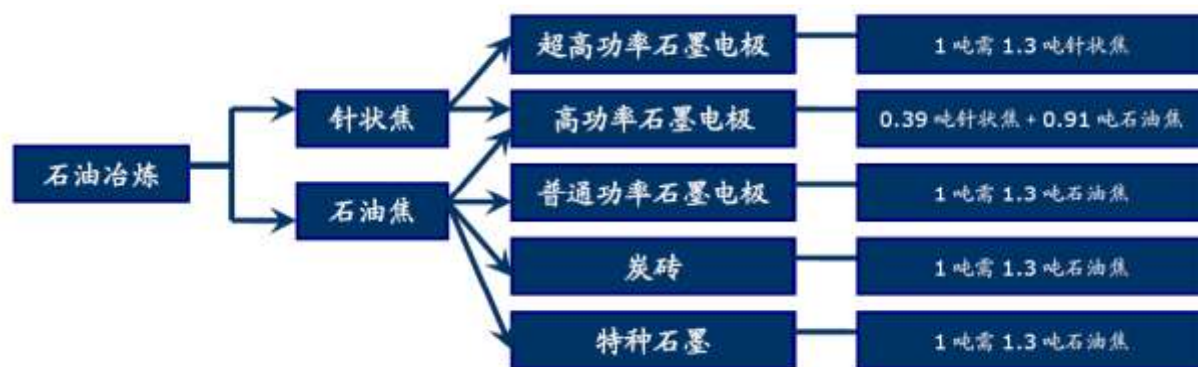 石油冶炼
针状焦
石油焦
超高功率石墨电极
1 吨需 1.3 吨针状焦
高功率石墨电极
0.39 吨针状焦 + 0.91 吨石油焦
普通功率石墨电极
1 吨需 1.3 吨石油焦
炭砖
1 吨需 1.3 吨石油焦
特种石墨
1 吨需 1.3 吨石油焦